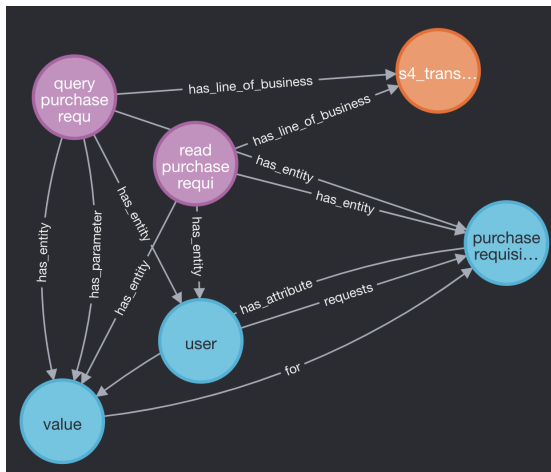 query
purchase
requ
s4_trans…
has_line_of_business
has_line_of_business
read
purchase
requi
has_entity
has_entity
has_entity
has_entity
has_parameter
has_entity
has_entity
purchase
requisi…
has_attribute
requests
user
for
value